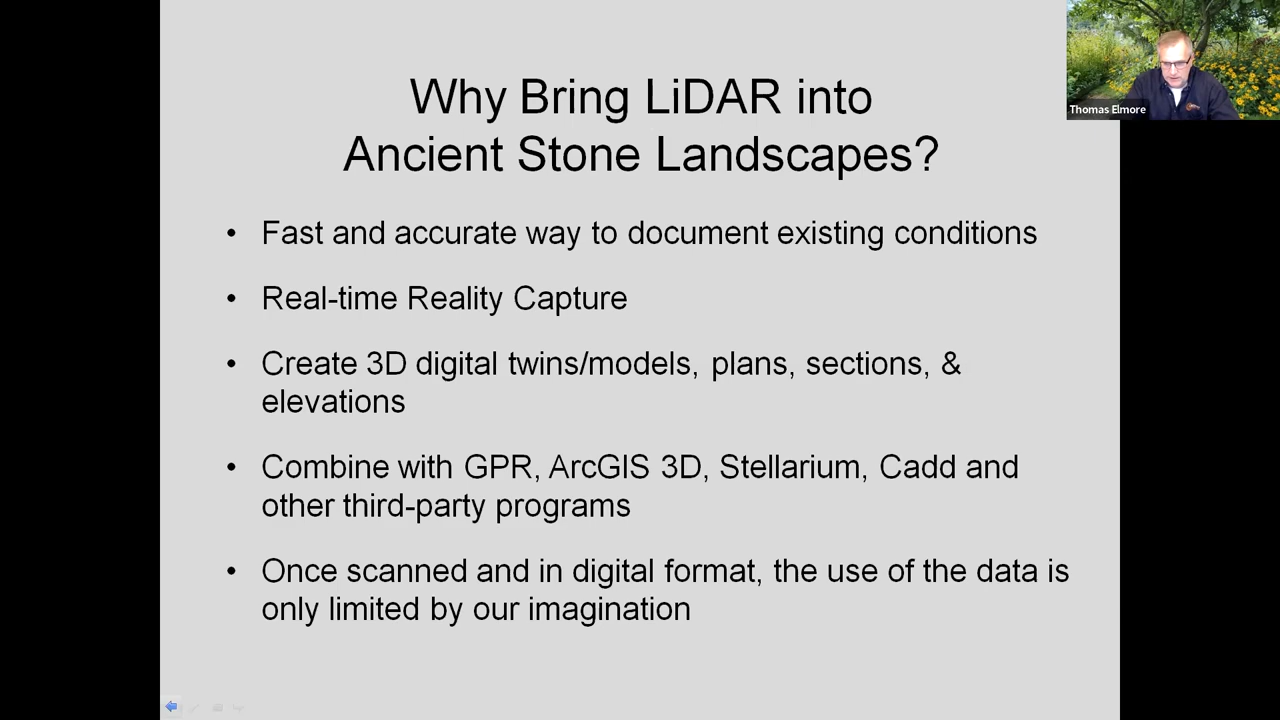 Why Bring LiDAR into
Ancient Stone Landscapes?
Thomas Elmore
• Fast and accurate way to document existing conditions
• Real-time Reality Capture
• Create 3D digital twins/models, plans, sections, &
elevations
• Combine with GPR, ArcGIS 3D, Stellarium, Cadd and
other third-party programs
• Once scanned and in digital format, the use of the data is
only limited by our imagination